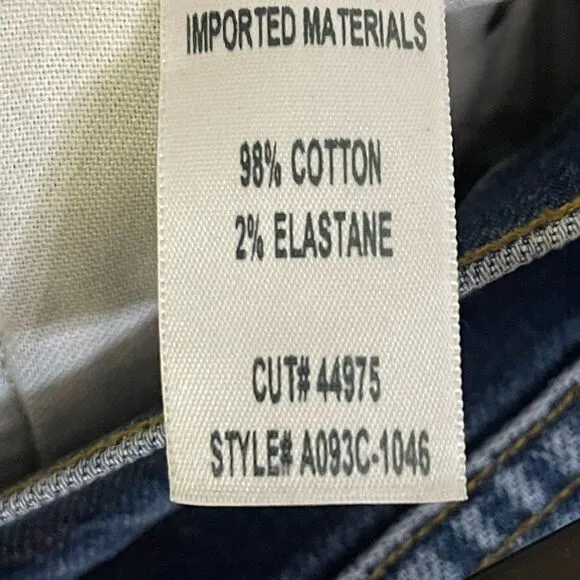 IMPORTED MATERIALS
98% COTTON
2% ELASTANE
CUT# 44975
STYLE# A093C-1046